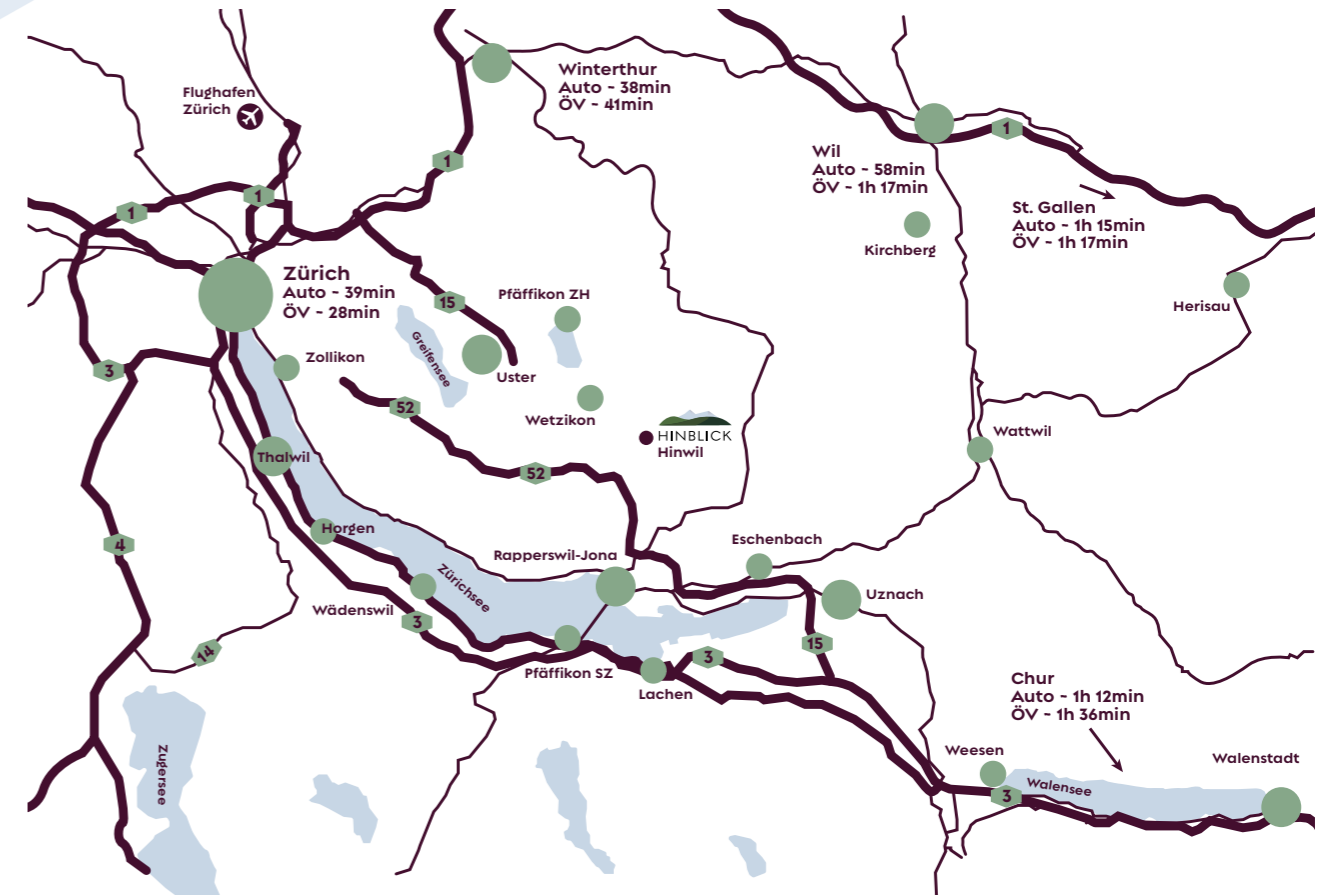 Flughafen
Zürich
Winterthur
Auto - 38min
ÖV - 41min
1
1
1
1
Wil
Auto - 58min
ÖV - 1h 17min
Kirchberg
St. Gallen
Auto - 1h 15min
ÖV - 1h 17min
Herisau
Zürich
Auto - 39min
ÖV - 28min
15
Pfäffikon ZH
Greifensee
Uster
Zollikon
3
52
Wetzikon
HINBLICK
Hinwil
Wattwil
Thalwil
52
Horgen
4
Rapperswil-Jona
Eschenbach
Zürichsee
Uznach
Wädenswil
3
14
15
3
Pfäffikon SZ
Lachen
Chur
Auto - 1h 12min
ÖV - 1h 36min
Zugersee
Weesen
Walensee
3
Walenstadt